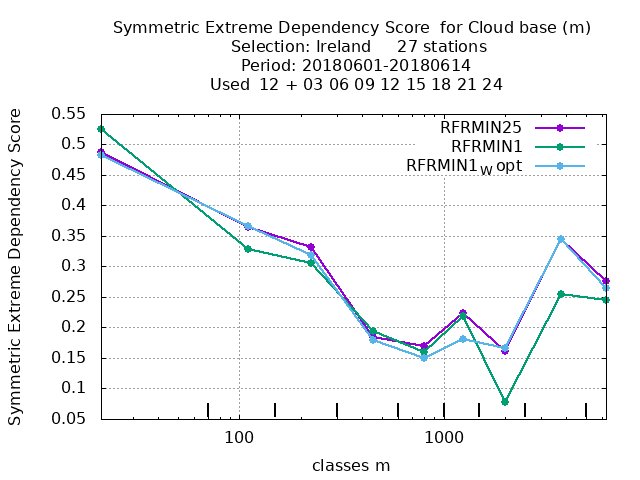 Symmetric Extreme Dependency Score  for Cloud base (m)
Selection: Ireland     27 stations
Period: 20180601-20180614
Used  12 + 03 06 09 12 15 18 21 24
Symmetric Extreme Dependency Score
0.55
0.5
0.45
0.4
0.35
0.3
0.25
0.2
0.15
0.1
0.05
RFRMIN25
RFRMIN1
RFRMIN1W opt
100
1000
classes m